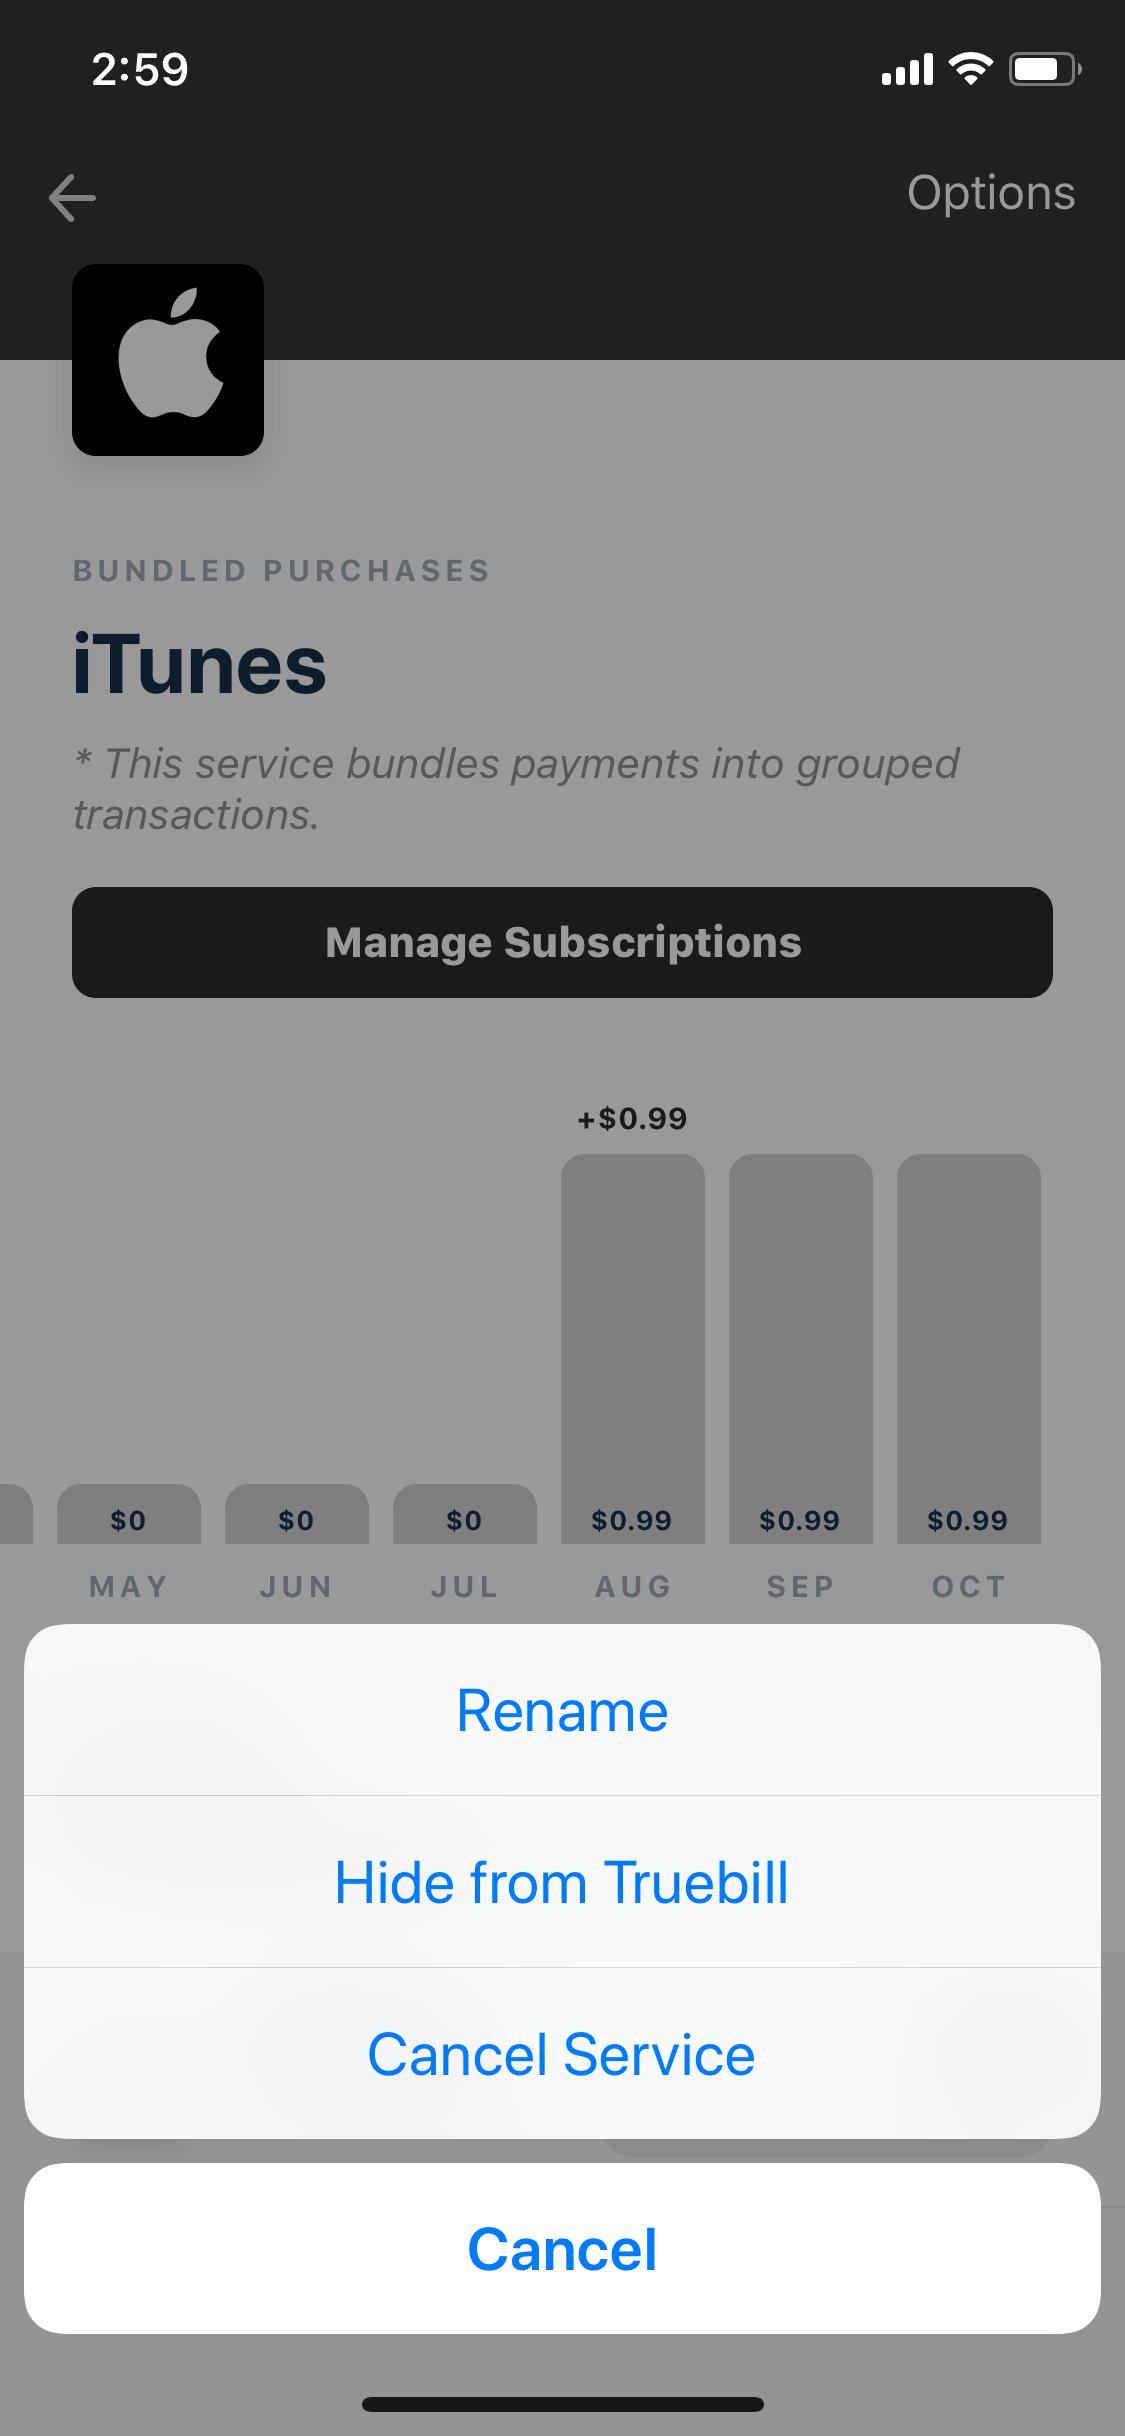 2:59
Options
BUNDLED PURCHASES
iTunes
* This service bundles payments into grouped
transactions.
Manage Subscriptions
+$0.99
$0 $0 $0 $0.99 $0.99 $0.99
MAY JUN JUL AUG SEP OCT
Rename
Hide from Truebill
Cancel Service
Cancel